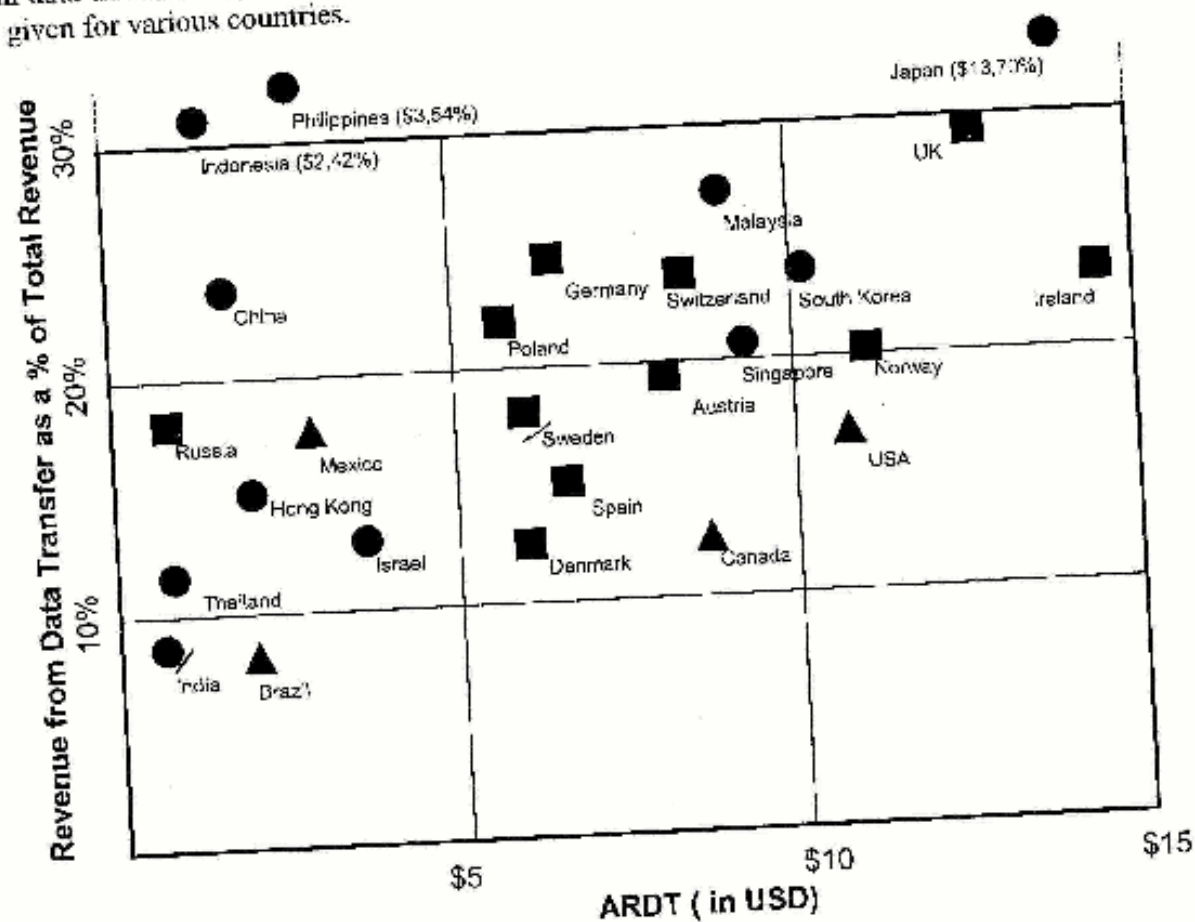 given for various countries.
Japan ($13,70%)
Philippines ($3,54%)
Indonesia ($2,42%)
UK
Malaysia
Germany
Switzerland
South Korea
Ireland
China
Poland
Singapore
Norway
Austria
Russia
Mexico
Sweden
USA
Hong Kong
Spain
Israel
Denmark
Canada
Thailand
India
Brazil
30%
20%
10%
Revenue from Data Transfer as a % of Total Revenue
$5
$10
$15
ARDT ( in USD)